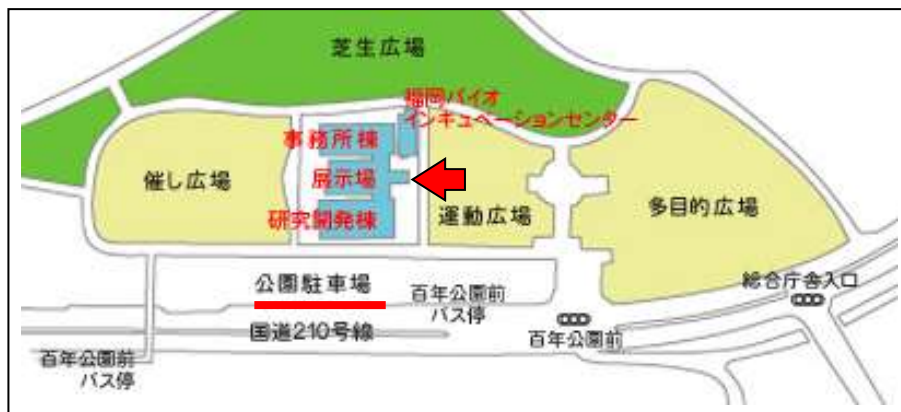 芝生広場
福岡バイオ
インキュベーションセンター
事務所棟
催し広場
展示場
研究開発棟
運動広場
多目的広場
公園駐車場
百年公園前
バス停
総合庁舎入口
国道210号線
百年公園前
百年公園前
バス停